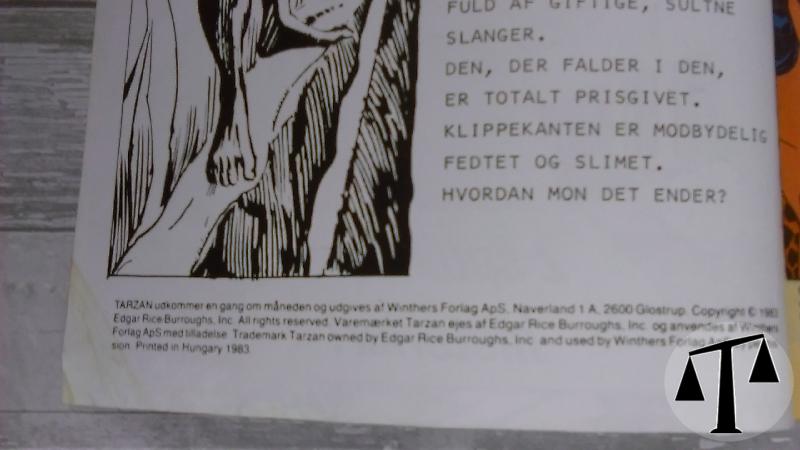 FULD AF GIFTIGE, SULTNE
SLANGER.
DEN, DER FALDER I DEN,
ER TOTALT PRISGIVET.
KLIPPEKANTEN ER MODBYDELIG
FEDTET OG SLIMET.
HVORDAN MON DET ENDER?
TARZAN udkommer en gang om måneden og udgives af Winthers Forlag ApS, Naverland 1 A, 2600 Glostrup. Copyright © 1983
Edgar Rice Burroughs, Inc. All rights reserved. Varemærket Tarzan ejes af Edgar Rice Burroughs, Inc. og anvendes af Winthers
Forlag ApS med tilladelse. Trademark Tarzan owned by Edgar Rice Burroughs, Inc. and used by Winthers Forlag
sion. Printed in Hungary 1983.